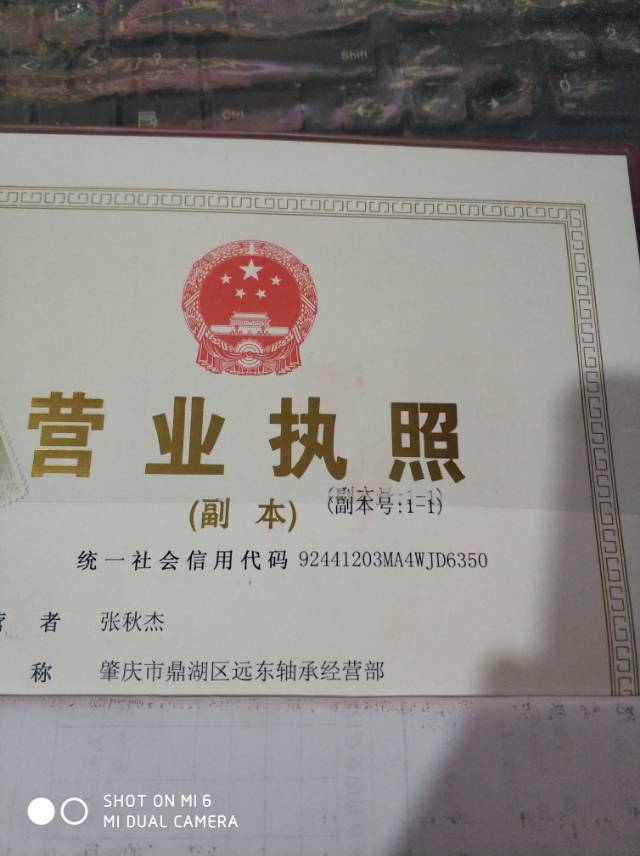 Shift
Ctrl
营业执照
(副 本)
(副本号:1-1)
统一社会信用代码 92441203MA4WJD6350
者 张秋杰
称 肇庆市鼎湖区远东轴承经营部
SHOT ON MI 6
MI DUAL CAMERA